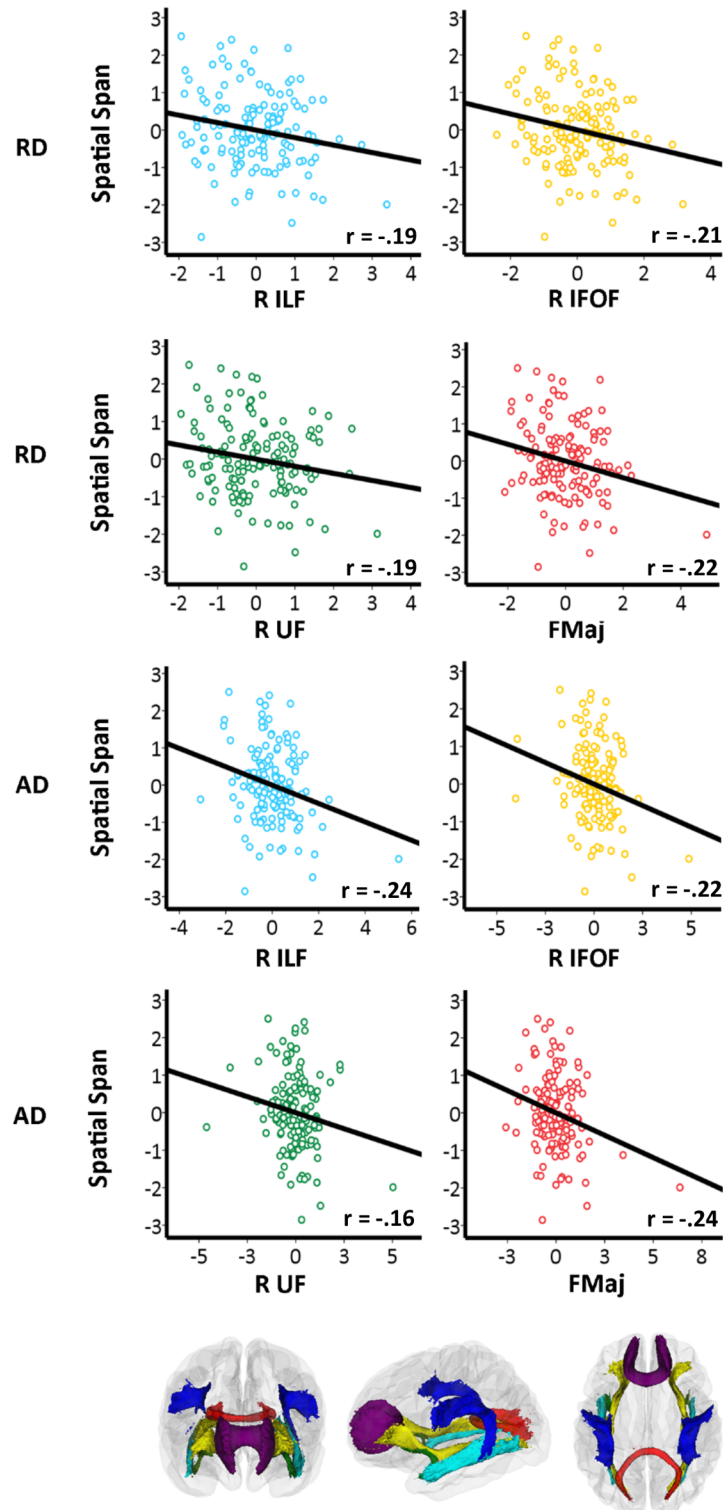 3 3
2 2
1 1
RD Spatial Span 0 0
-1 -1
-2 -2
-3 r = -.19 -3 r = -.21
-2 -1 0 1 2 3 4 -2 0 2 4
R ILF R IFOF
3 3
2 2
1 1
RD Spatial Span 0 0
-1 -1
-2 -2
-3 r = -.19 -3 r = -.22
-2 -1 0 1 2 3 4 -2 0 2 4
R UF FMaj
3 3
2 2
1 1
AD Spatial Span 0 0
-1 -1
-2 -2
-3 r = -.24 -3 r = -.22
-4 -2 0 2 4 6 -5 -3 0 3 5
R ILF R IFOF
3 3
2 2
1 1
AD Spatial Span 0 0
-1 -1
-2 -2
-3 r = -.16 -3 r = -.24
-5 -3 0 3 5 -3 0 3 5 8
R UF FMaj